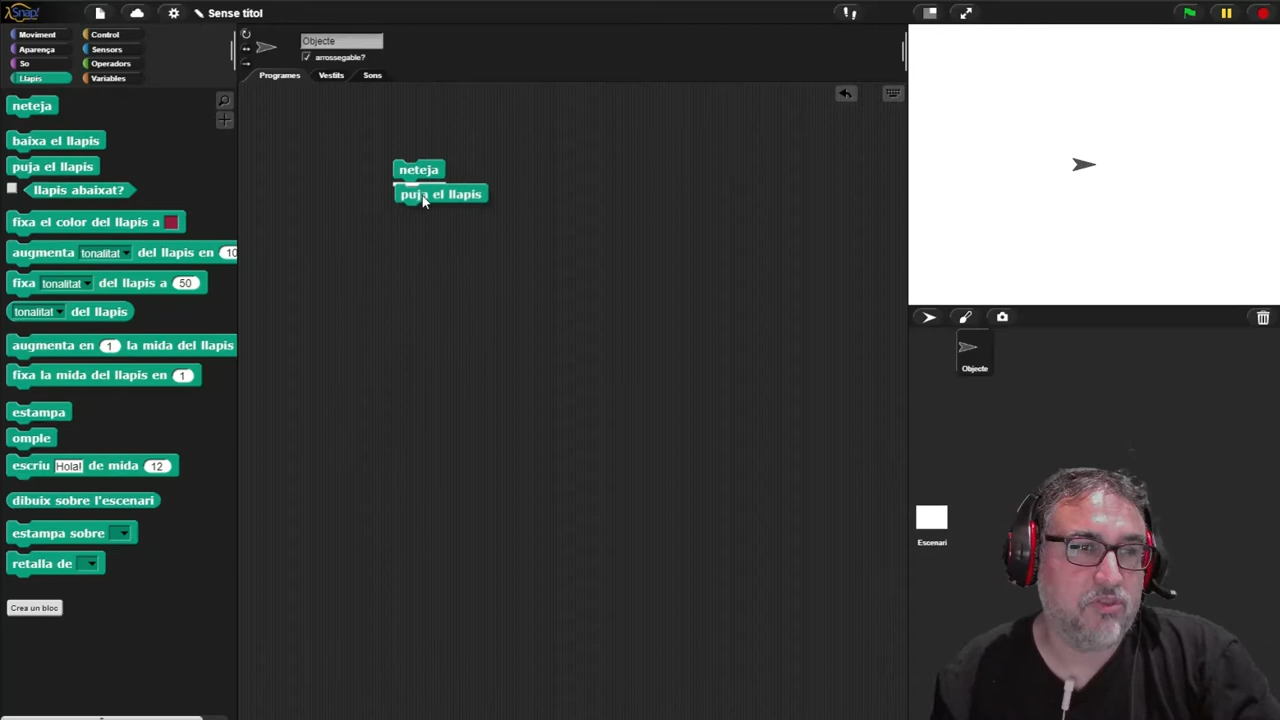 Snap!
Sense títol
Moviment
Control
Aparença
Sensors
So
Operadors
Llapis
Variables
Objecte
arrossegable?
Programes
Vestits
Sons
neteja
baixa el llapis
puja el llapis
llapis abaixat?
fixa el color del llapis a
augmenta tonalitat del llapis en 10
fixa tonalitat del llapis a 50
tonalitat del llapis
augmenta en 1 la mida del llapis
fixa la mida del llapis en 1
estampa
omple
escriu Hola! de mida 12
dibuix sobre l'escenari
estampa sobre
retalla de
Crea un bloc
neteja
puja el llapis
Objecte
Escenari